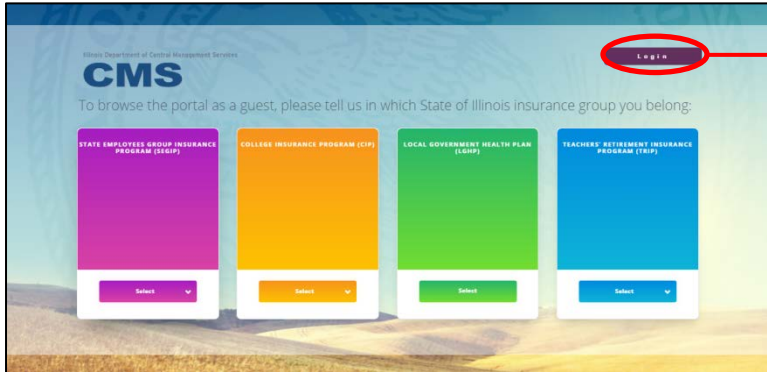 Illinois Department of Central Management Services
CMS
Login
To browse the portal as a guest, please tell us in which State of Illinois insurance group you belong:
STATE EMPLOYEES GROUP INSURANCE
PROGRAM (SEGIP)
COLLEGE INSURANCE PROGRAM (CIP)
LOCAL GOVERNMENT HEALTH PLAN
(LGHP)
TEACHERS' RETIREMENT INSURANCE
PROGRAM (TRIP)
Select
Select
Select
Select